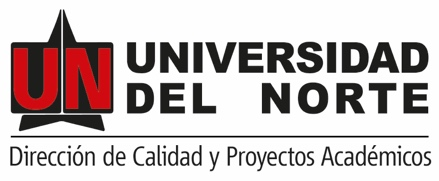 UN
UNIVERSIDAD
DEL NORTE
Dirección de Calidad y Proyectos Académicos